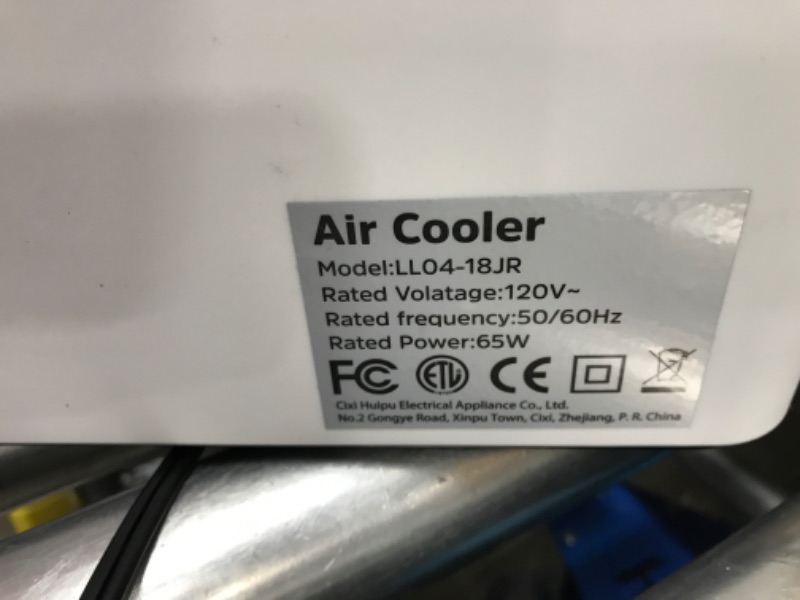 Air Cooler
Model:LL04-18JR
Rated Volatage:120V~
Rated frequency:50/60Hz
Rated Power:65W
FC ETL CE
Cixi Huipu Electrical Appliance Co., Ltd.
No.2 Gongye Road, Xinpu Town, Cixi, Zhejiang, P. R. China